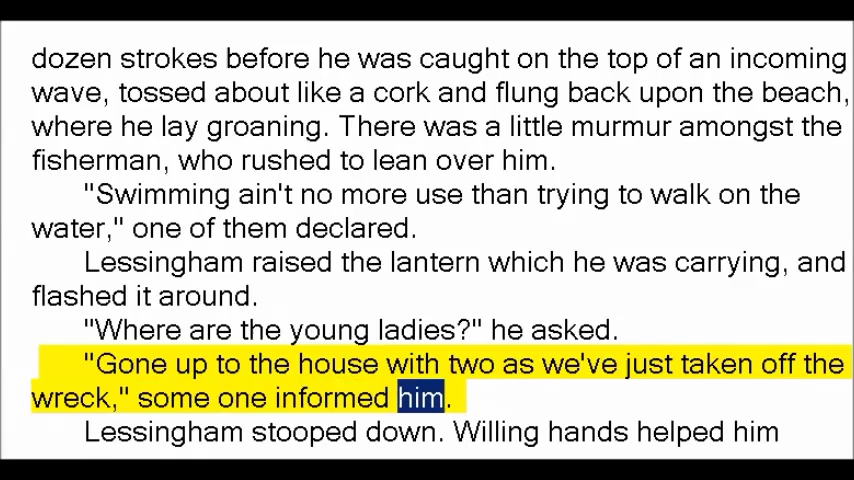 dozen strokes before he was caught on the top of an incoming
wave, tossed about like a cork and flung back upon the beach,
where he lay groaning. There was a little murmur amongst the
fisherman, who rushed to lean over him.
"Swimming ain't no more use than trying to walk on the
water," one of them declared.
Lessingham raised the lantern which he was carrying, and
flashed it around.
"Where are the young ladies?" he asked.
"Gone up to the house with two as we've just taken off the
wreck," some one informed him.
Lessingham stooped down. Willing hands helped him